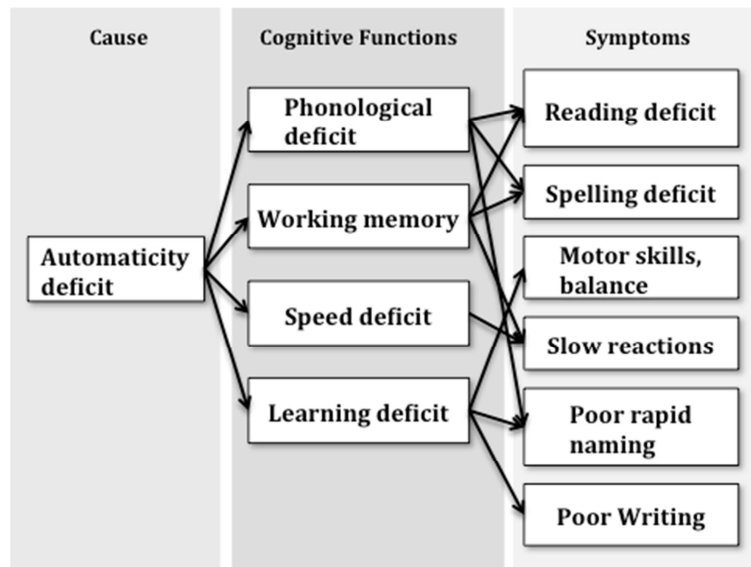 Cause
Cognitive Functions
Symptoms
Automaticity
deficit
Phonological
deficit
Working memory
Speed deficit
Learning deficit
Reading deficit
Spelling deficit
Motor skills,
balance
Slow reactions
Poor rapid
naming
Poor Writing